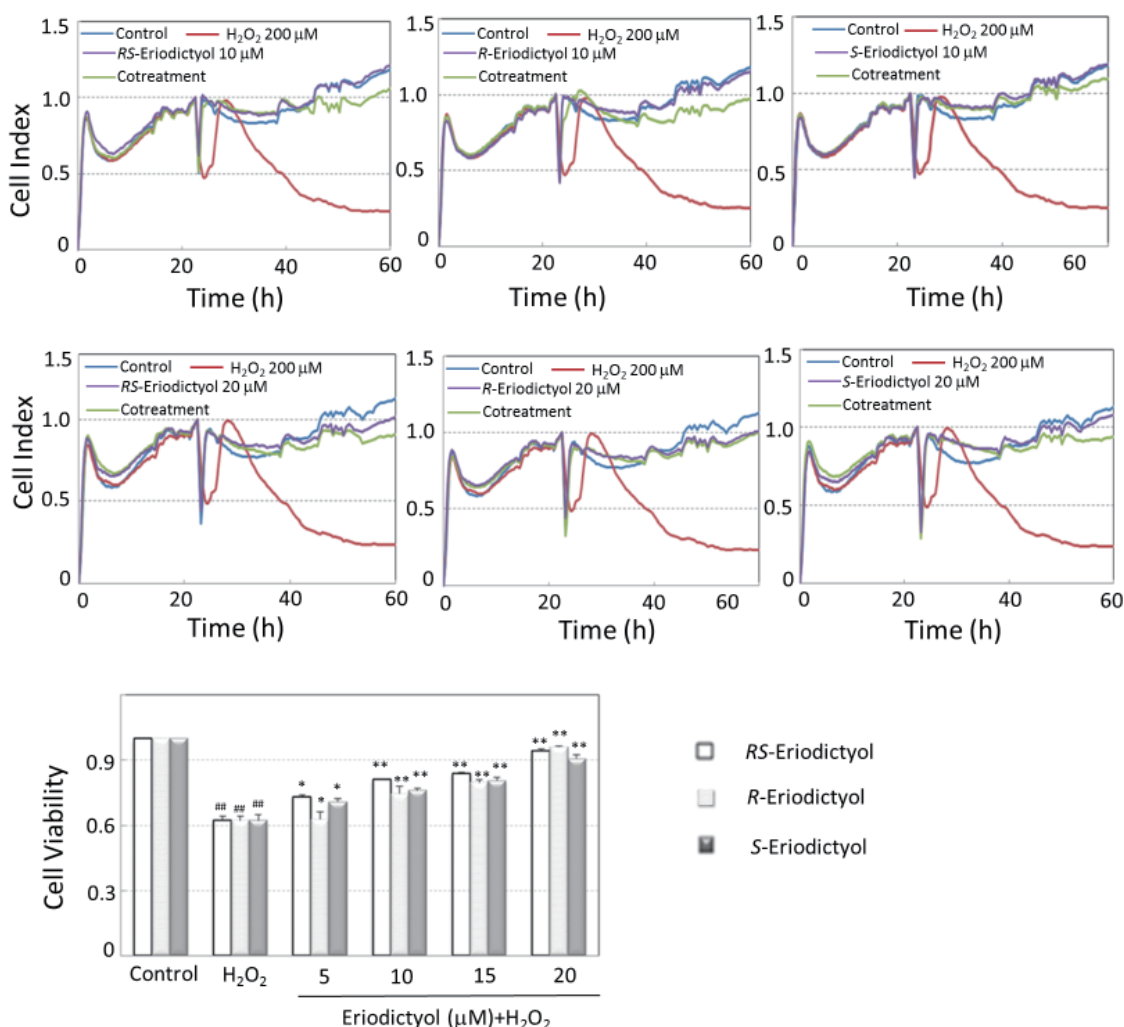 1.5
Control H₂O₂ 200 µM
RS-Eriodictyol 10 µM
Cotreatment
1.0
0.5
0
Cell Index
0 20 40 60
Time (h)
1.5
Control H₂O₂ 200 µM
R-Eriodictyol 10 µM
Cotreatment
1.0
0.5
0
0 20 40 60
Time (h)
1.5
Control H₂O₂ 200 µM
S-Eriodictyol 10 µM
Cotreatment
1.0
0.5
0
0 20 40 60
Time (h)
1.5
Control H₂O₂ 200 µM
RS-Eriodictyol 20 µM
Cotreatment
1.0
0.5
0
Cell Index
0 20 40 60
Time (h)
1.5
Control H₂O₂ 200 µM
R-Eriodictyol 20 µM
Cotreatment
1.0
0.5
0
0 20 40 60
Time (h)
1.5
Control H₂O₂ 200 µM
S-Eriodictyol 20 µM
Cotreatment
1.0
0.5
0
0 20 40 60
Time (h)
Cell Viability
0.9
0.6
0.3
0
## ## ##
* * *
** ** **
** ** **
** ** **
Control H₂O₂ 5 10 15 20
Eriodictyol (µM)+H₂O₂
RS-Eriodictyol
R-Eriodictyol
S-Eriodictyol